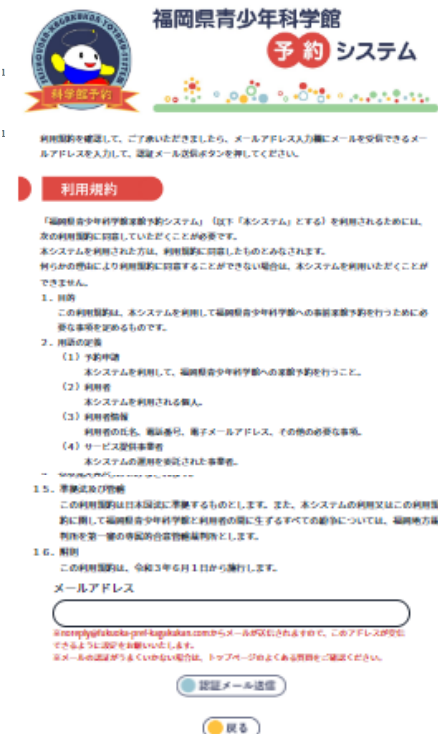 福岡県青少年科学館
予約システム
科学館予約
1
1
利用規約を確認して、ご了承いただきましたら、メールアドレス入力欄にメールを受信できるメー
ルアドレスを入力して、認証メール送信ボタンを押してください。
利用規約
「福岡県青少年科学館来館予約システム」（以下「本システム」とする）を利用されるためには、
次の利用規約に同意していただくことが必要です。
本システムを利用された方は、利用規約に同意したものとみなされます。
何らかの理由により利用規約に同意することができない場合は、本システムを利用いただくことが
できません。
1．目的
この利用規約は、本システムを利用して福岡県青少年科学館への事前来館予約を行うために必
要な事項を定めるものです。
2．用語の定義
（1）予約申請
本システムを利用して、福岡県青少年科学館への来館予約を行うこと。
（2）利用者
本システムを利用される個人。
（3）利用者情報
利用者の氏名、電話番号、電子メールアドレス、その他の必要な事項。
（4）サービス提供事業者
本システムの運用を委託された事業者。
15．準拠法及び管轄
この利用規約は日本国法に準拠するものとします。また、本システムの利用又はこの利用規
約に関して福岡県青少年科学館と利用者の間に生ずるすべての紛争については、福岡地方裁
判所を第一審の専属的合意管轄裁判所とします。
16．附則
この利用規約は、令和3年6月1日から施行します。
メールアドレス
※noreply@fukuoka-pref-kagakukan.comからメールが送信されますので、このアドレスが受信
できるように設定をお願いいたします。
※メールの認証がうまくいかない場合は、トップページのよくある質問をご確認ください。
認証メール送信
戻る